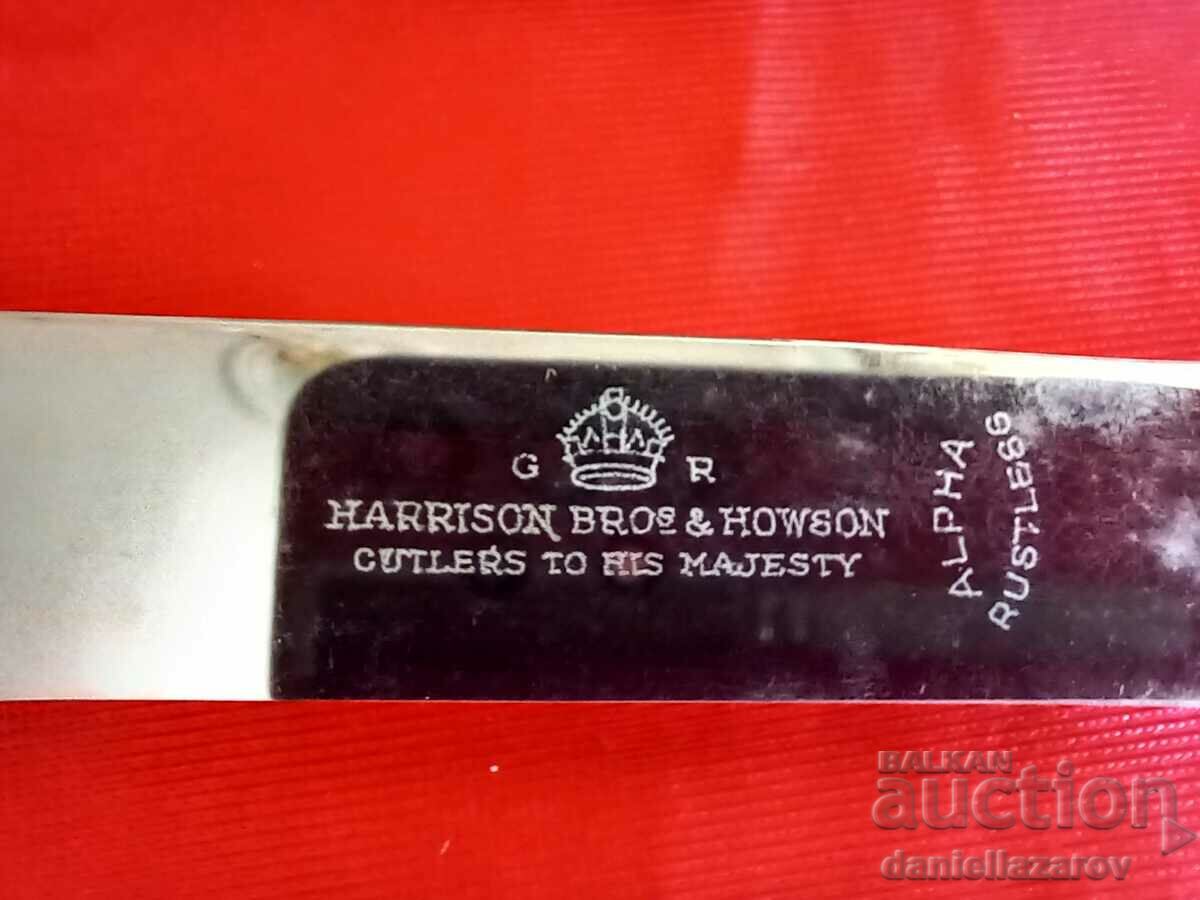 G R
HARRISON BROS & HOWSON
CUTLERS TO HIS MAJESTY
ALPHA
RUSTLESS
BALKAN
auction
daniellazarov